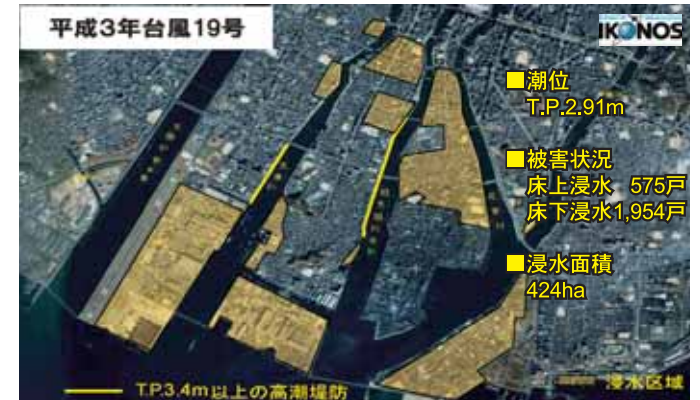 平成3年台風19号
IKONOS
■潮位
T.P.2.91m
■被害状況
床上浸水 575戸
床下浸水1,954戸
■浸水面積
424ha
T.P.3.4m以上の高潮堤防
浸水区域